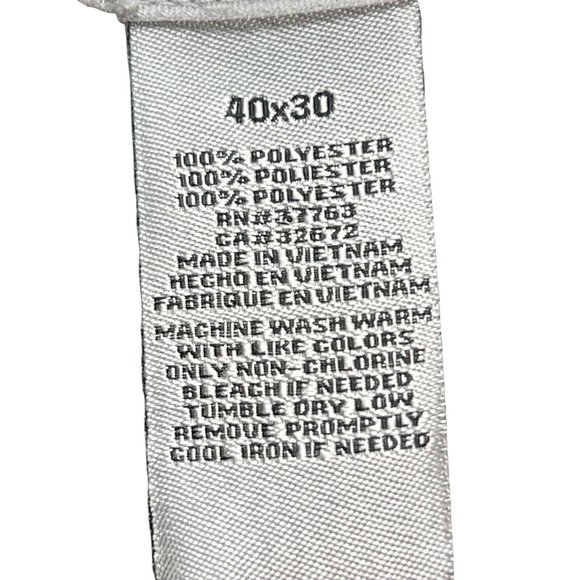 40x30
100% POLYESTER
100% POLIESTER
100% POLYESTER
RN#37763
CA#32672
MADE IN VIETNAM
HECHO EN VIETNAM
FABRIQUE EN VIETNAM
MACHINE WASH WARM
WITH LIKE COLORS
ONLY NON-CHLORINE
BLEACH IF NEEDED
TUMBLE DRY LOW
REMOVE PROMPTLY
COOL IRON IF NEEDED